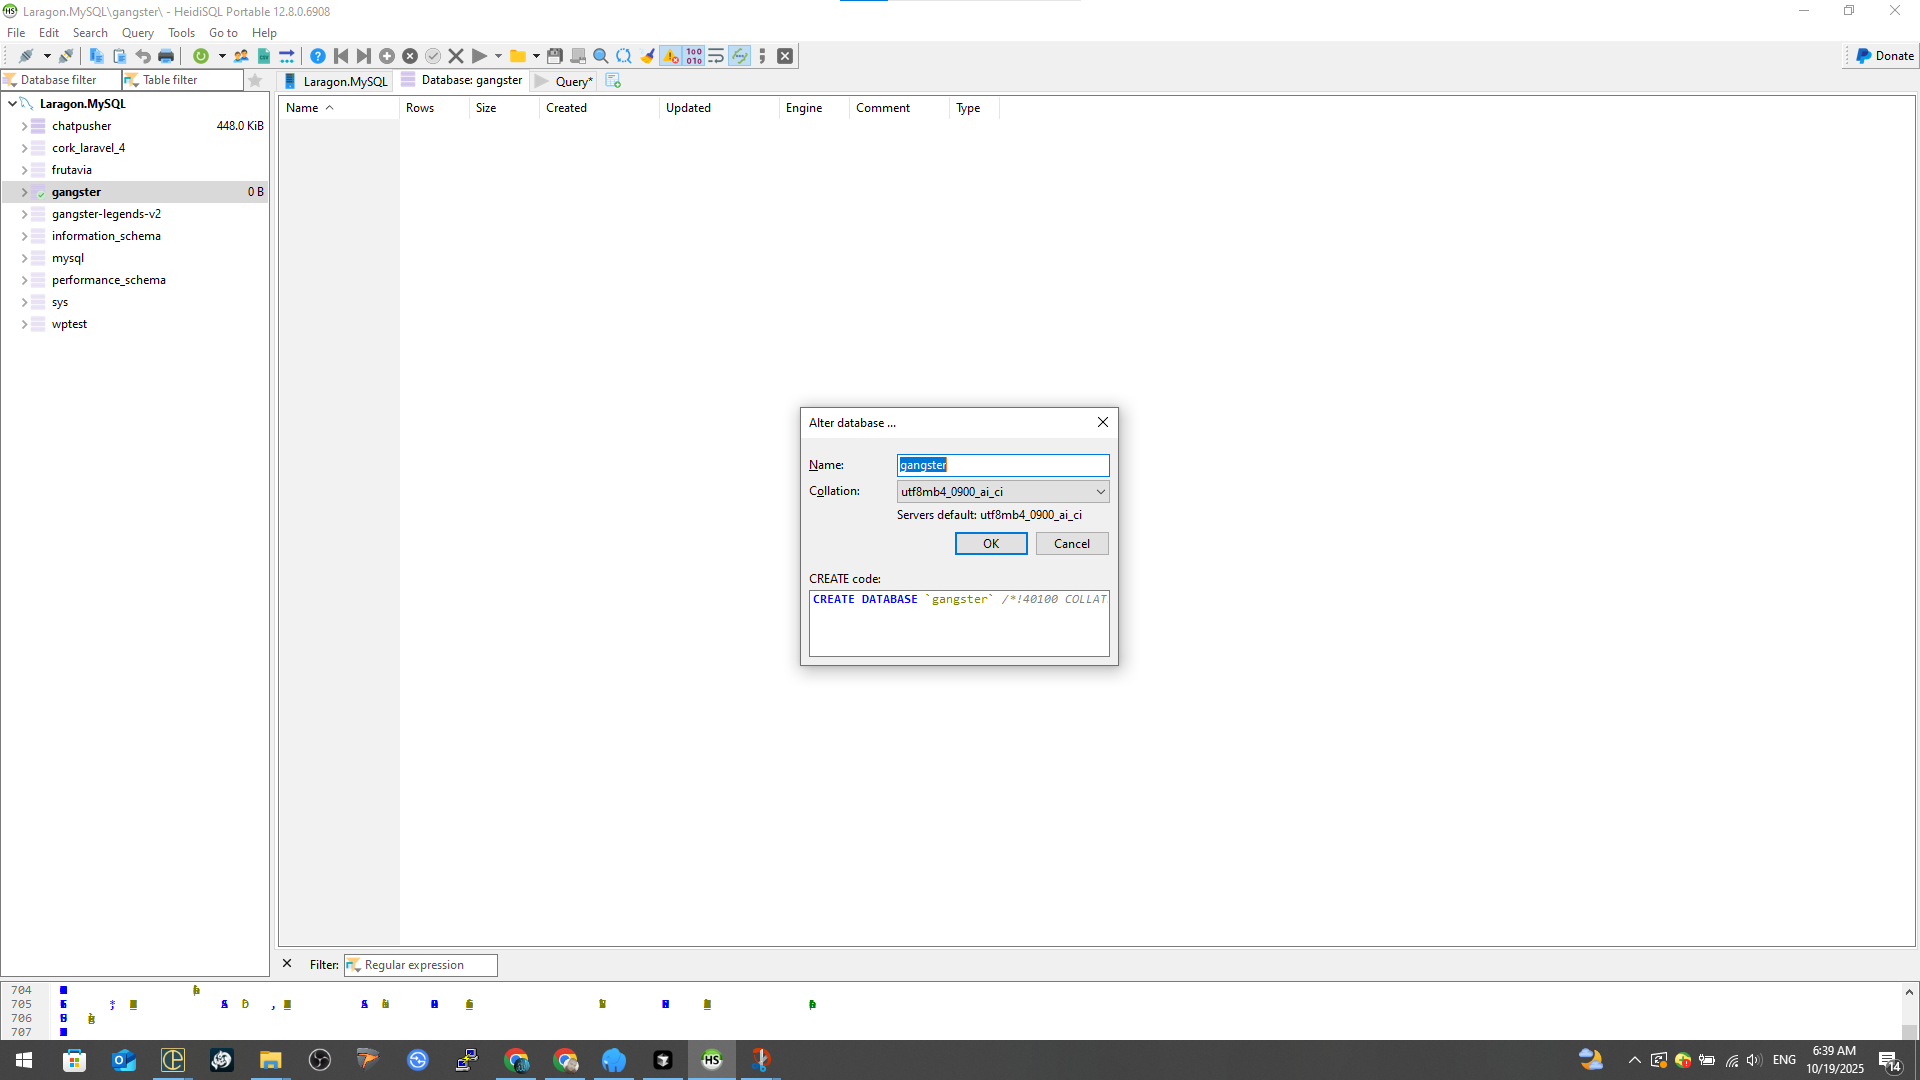 Laragon.MySQL\gangster\ - HeidiSQL Portable 12.8.0.6908
File Edit Search Query Tools Go to Help
Donate
Database filter Table filter Laragon.MySQL Database: gangster Query*
Laragon.MySQL
Name Rows Size Created Updated Engine Comment Type
chatpusher 448.0 KiB
cork_laravel_4
frutavia
gangster 0 B
gangster-legends-v2
information_schema
mysql
performance_schema
sys
wptest
Alter database ...
Name: gangster
Collation: utf8mb4_0900_ai_ci
Servers default: utf8mb4_0900_ai_ci
OK Cancel
CREATE code:
CREATE DATABASE `gangster` /*!40100 COLLAT
Filter: Regular expression
704
705
706
707
HS
ENG
6:39 AM
10/19/2025
14